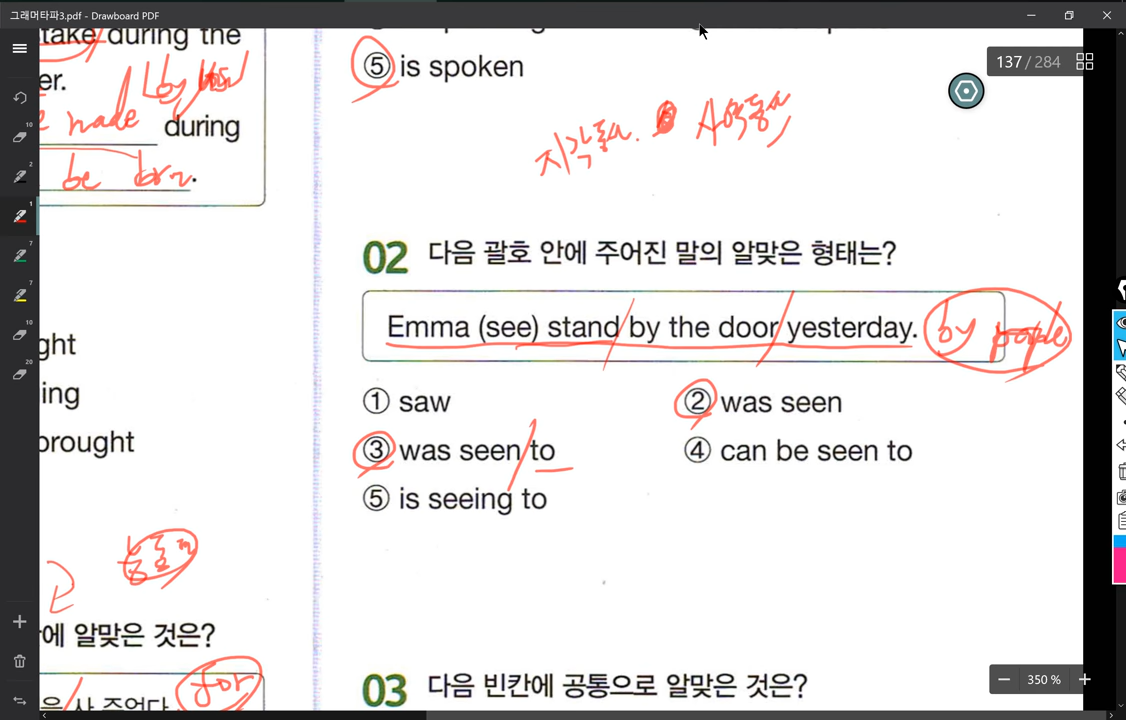 그래머타파3.pdf - Drawboard PDF
137 / 284
take during the
er.
e made during
be born.
ght
ing
brought
에 알맞은 것은?
for
⑤ is spoken
지각동사. 사역동사
02 다음 괄호 안에 주어진 말의 알맞은 형태는?
Emma (see) stand by the door yesterday. by people
① saw ② was seen
③ was seen to ④ can be seen to
⑤ is seeing to
03 다음 빈칸에 공통으로 알맞은 것은?
350 %